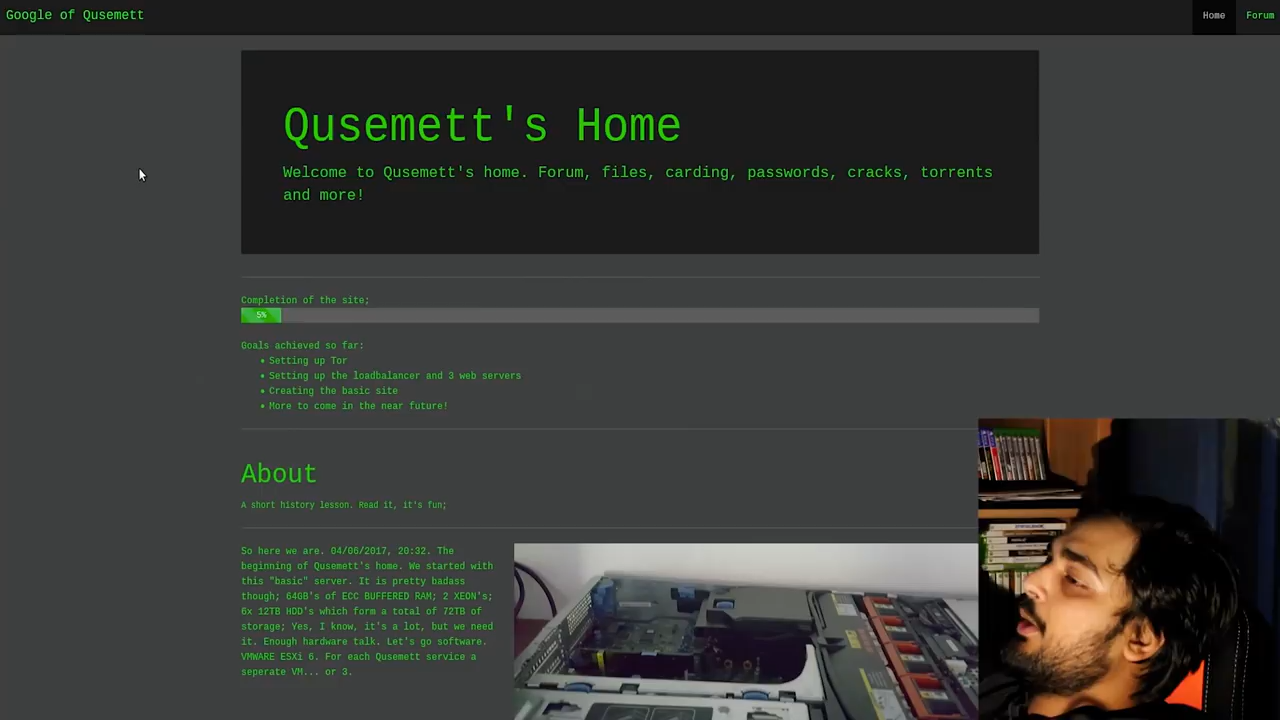 Google of Qusemett
Home
Forum
Qusemett's Home
Welcome to Qusemett's home. Forum, files, carding, passwords, cracks, torrents
and more!
Completion of the site;
5%
Goals achieved so far:
Setting up Tor
Setting up the loadbalancer and 3 web servers
Creating the basic site
More to come in the near future!
About
A short history lesson. Read it, it's fun;
So here we are. 04/06/2017, 20:32. The
beginning of Qusemett's home. We started with
this "basic" server. It is pretty badass
though; 64GB's of ECC BUFFERED RAM; 2 XEON's;
6x 12TB HDD's which form a total of 72TB of
storage; Yes, I know, it's a lot, but we need
it. Enough hardware talk. Let's go software.
VMWARE ESXi 6. For each Qusemett service a
seperate VM... or 3.